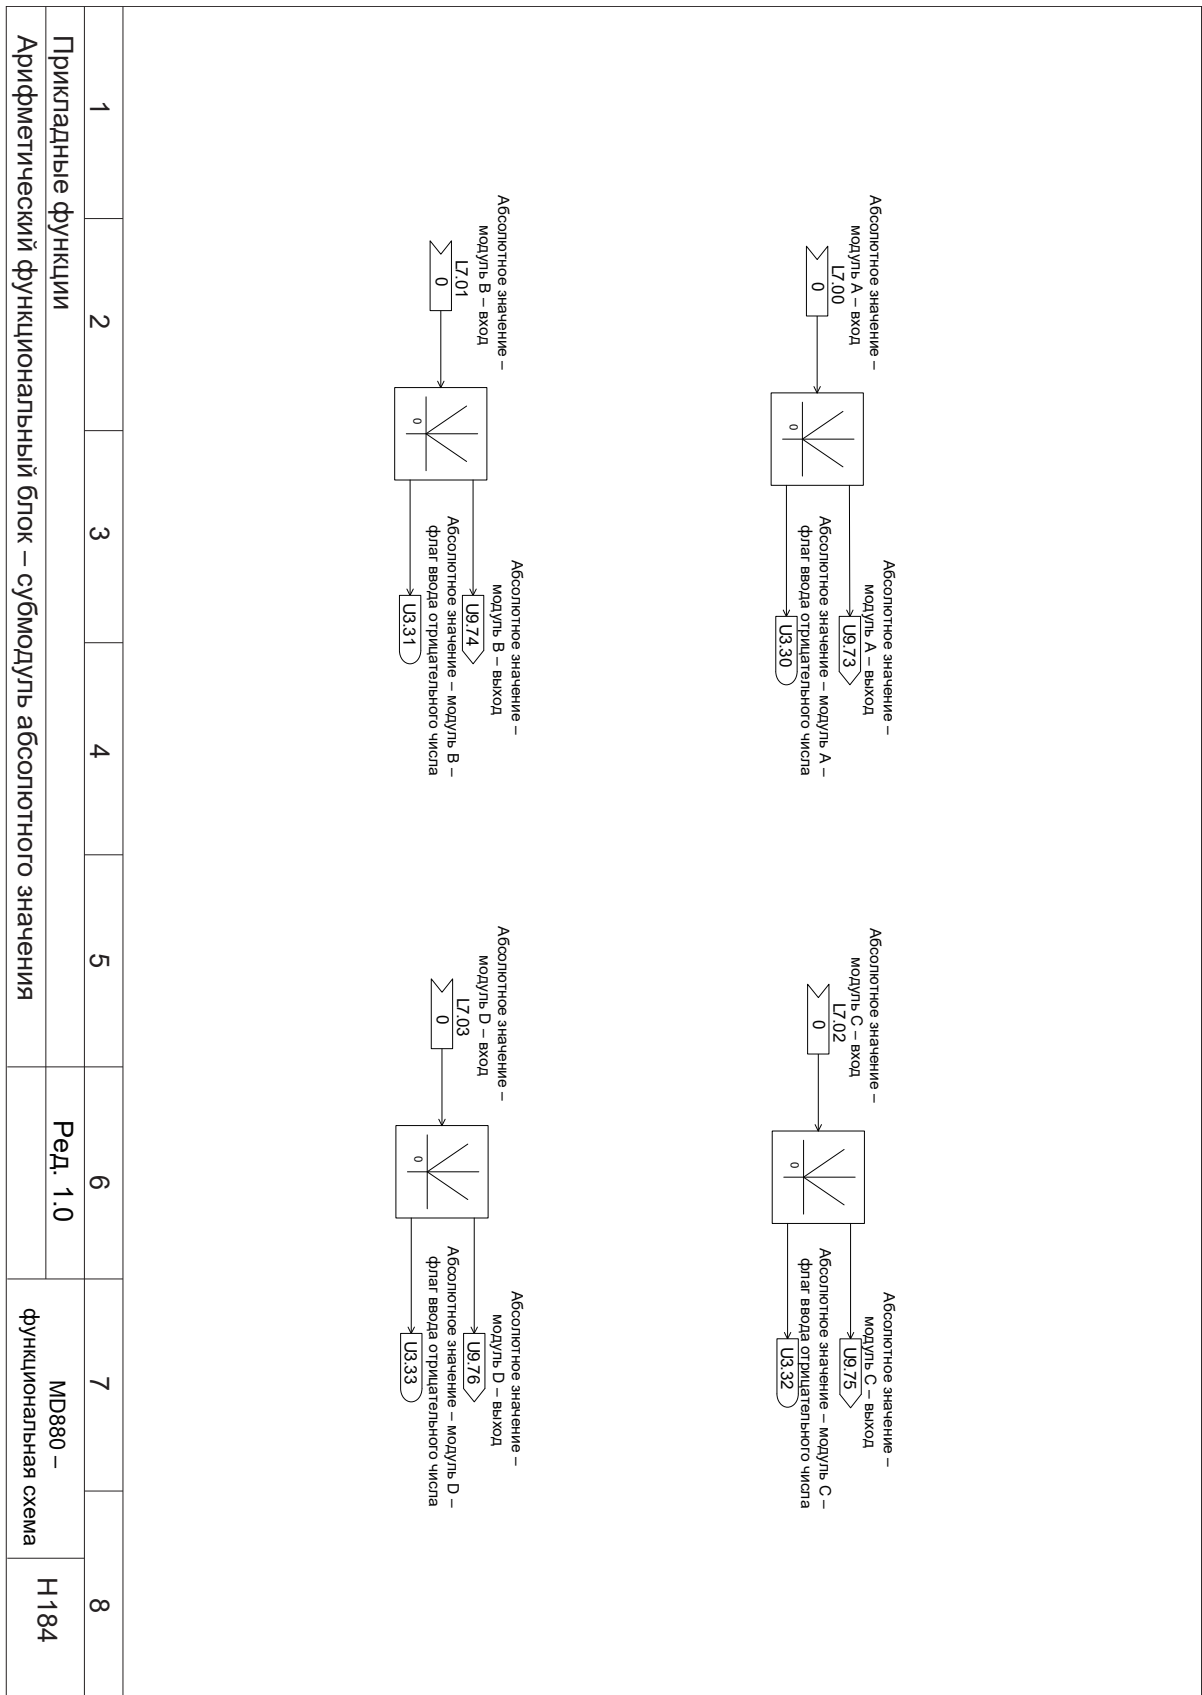 Абсолютное значение –
модуль A – вход
L7.00
0
0
Абсолютное значение –
модуль A – выход
U9.73
Абсолютное значение – модуль A –
флаг ввода отрицательного числа
U3.30
Абсолютное значение –
модуль C – вход
L7.02
0
0
Абсолютное значение –
модуль C – выход
U9.75
Абсолютное значение – модуль C –
флаг ввода отрицательного числа
U3.32
Абсолютное значение –
модуль B – вход
L7.01
0
0
Абсолютное значение –
модуль B – выход
U9.74
Абсолютное значение – модуль B –
флаг ввода отрицательного числа
U3.31
Абсолютное значение –
модуль D – вход
L7.03
0
0
Абсолютное значение –
модуль D – выход
U9.76
Абсолютное значение – модуль D –
флаг ввода отрицательного числа
U3.33
1 2 3 4 5 6 7 8
Прикладные функции
Ред. 1.0
Арифметический функциональный блок – субмодуль абсолютного значения
MD880 –
функциональная схема
H184